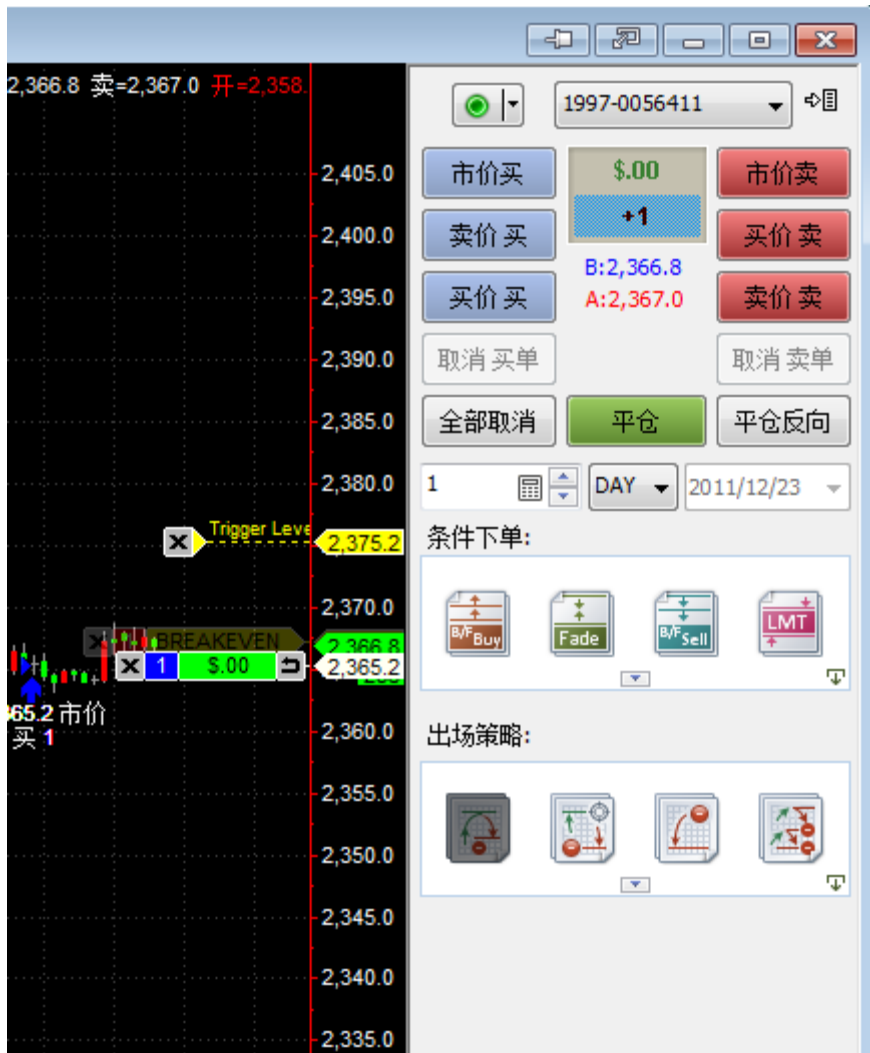 2,366.8 卖=2,367.0 开=2,358.
1997-0056411
市价买
$.00
市价卖
+1
卖价 买
买价 卖
B:2,366.8
A:2,367.0
买价 买
卖价 卖
取消 买单
取消 卖单
全部取消
平仓
平仓反向
1
DAY
2011/12/23
条件下单:
B/F Buy
Fade
B/F Sell
LMT
出场策略:
2,405.0
2,400.0
2,395.0
2,390.0
2,385.0
2,380.0
Trigger Leve
2,375.2
2,370.0
BREAKEVEN
2,366.8
1
$.00
2,365.2
65.2 市价
买 1
2,360.0
2,355.0
2,350.0
2,345.0
2,340.0
2,335.0